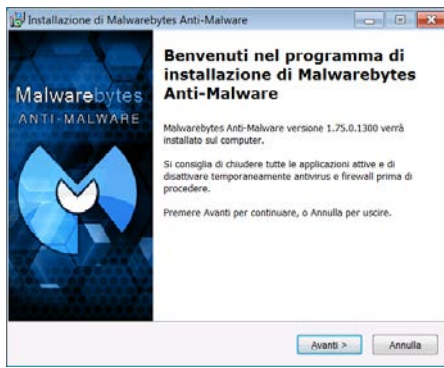 Installazione di Malwarebytes Anti-Malware
Malwarebytes
ANTI-MALWARE
Benvenuti nel programma di
installazione di Malwarebytes
Anti-Malware
Malwarebytes Anti-Malware versione 1.75.0.1300 verrà
installato sul computer.
Si consiglia di chiudere tutte le applicazioni attive e di
disattivare temporaneamente antivirus e firewall prima di
procedere.
Premere Avanti per continuare, o Annulla per uscire.
Avanti >
Annulla